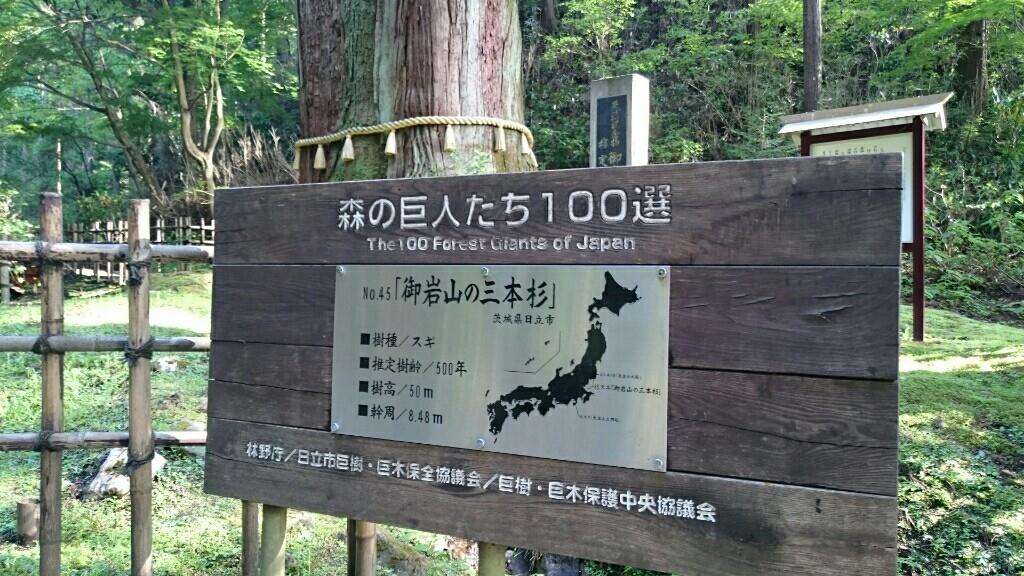 森の巨人たち100選
The 100 Forest Giants of Japan
No.45「御岩山の三本杉」
茨城県日立市
■樹種／スギ
■推定樹齢／500年
■樹高／50m
■幹周／8.48m
林野庁／日立市巨樹・巨木保全協議会／巨樹・巨木保護中央協議会